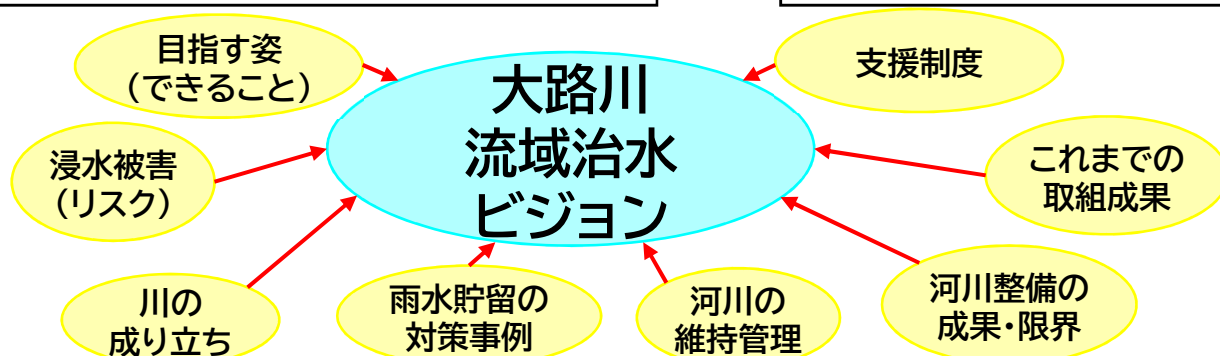 目指す姿
(できること)
支援制度
大路川
流域治水
ビジョン
浸水被害
(リスク)
これまでの
取組成果
川の
成り立ち
雨水貯留の
対策事例
河川の
維持管理
河川整備の
成果・限界